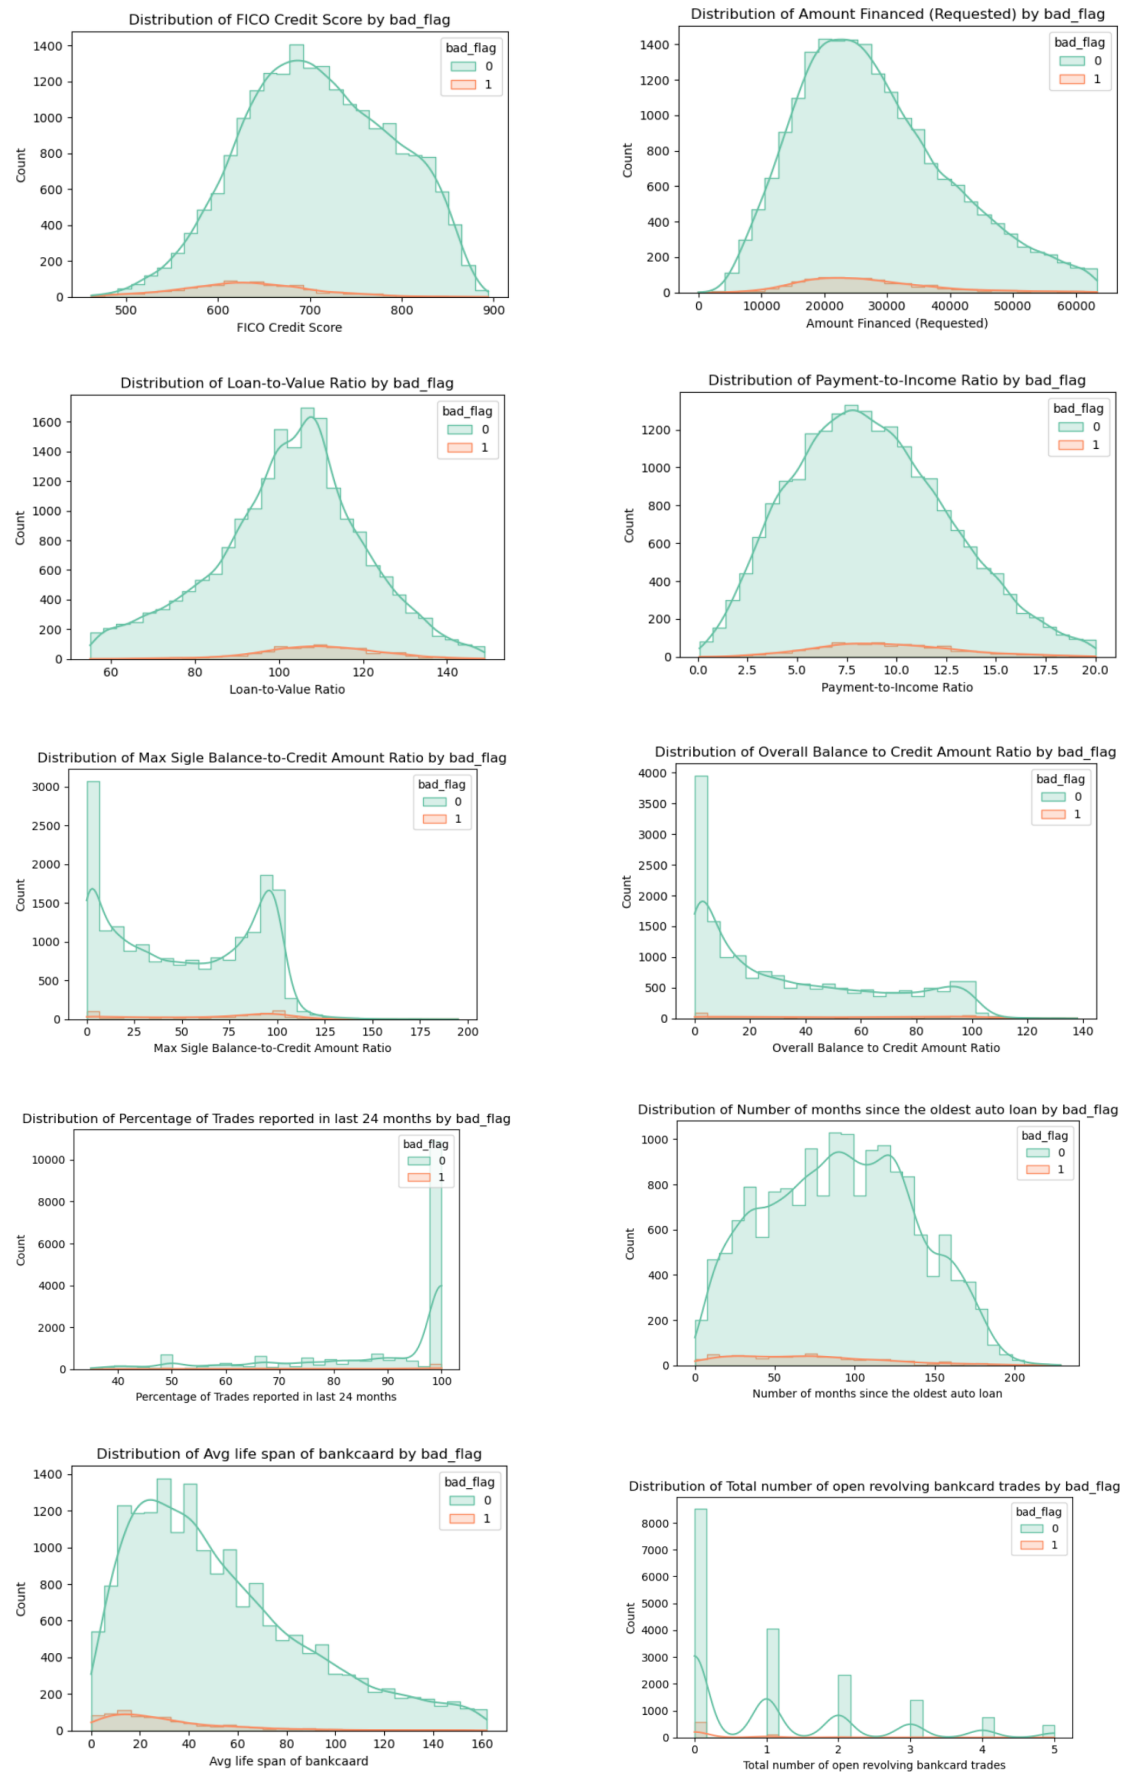 Distribution of FICO Credit Score by bad_flag
bad_flag
0
1
1400
1200
1000
800
600
400
200
0
Count
500 600 700 800 900
FICO Credit Score
Distribution of Amount Financed (Requested) by bad_flag
bad_flag
0
1
1400
1200
1000
800
600
400
200
0
Count
0 10000 20000 30000 40000 50000 60000
Amount Financed (Requested)
Distribution of Loan-to-Value Ratio by bad_flag
bad_flag
0
1
1600
1400
1200
1000
800
600
400
200
0
Count
60 80 100 120 140
Loan-to-Value Ratio
Distribution of Payment-to-Income Ratio by bad_flag
bad_flag
0
1
1200
1000
800
600
400
200
0
Count
0.0 2.5 5.0 7.5 10.0 12.5 15.0 17.5 20.0
Payment-to-Income Ratio
Distribution of Max Sigle Balance-to-Credit Amount Ratio by bad_flag
bad_flag
0
1
3000
2500
2000
1500
1000
500
0
Count
0 25 50 75 100 125 150 175 200
Max Sigle Balance-to-Credit Amount Ratio
Distribution of Overall Balance to Credit Amount Ratio by bad_flag
bad_flag
0
1
4000
3500
3000
2500
2000
1500
1000
500
0
Count
0 20 40 60 80 100 120 140
Overall Balance to Credit Amount Ratio
Distribution of Percentage of Trades reported in last 24 months by bad_flag
bad_flag
0
1
10000
8000
6000
4000
2000
0
Count
40 50 60 70 80 90 100
Percentage of Trades reported in last 24 months
Distribution of Number of months since the oldest auto loan by bad_flag
bad_flag
0
1
1000
800
600
400
200
0
Count
0 50 100 150 200
Number of months since the oldest auto loan
Distribution of Avg life span of bankcaard by bad_flag
bad_flag
0
1
1400
1200
1000
800
600
400
200
0
Count
0 20 40 60 80 100 120 140 160
Avg life span of bankcaard
Distribution of Total number of open revolving bankcard trades by bad_flag
bad_flag
0
1
8000
7000
6000
5000
4000
3000
2000
1000
0
Count
0 1 2 3 4 5
Total number of open revolving bankcard trades